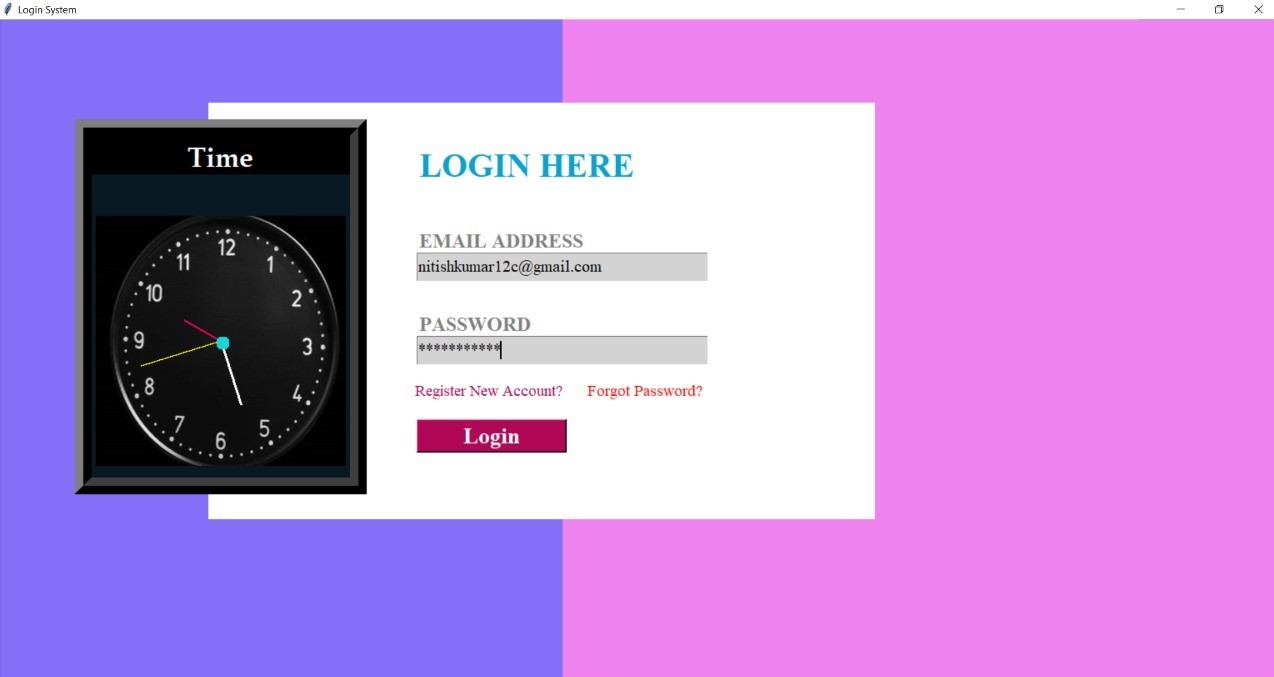 Login System
Time
12
11
1
10
2
9
3
8
4
7
5
6
LOGIN HERE
EMAIL ADDRESS
nitishkumar12c@gmail.com
PASSWORD
***********
Register New Account? Forgot Password?
Login